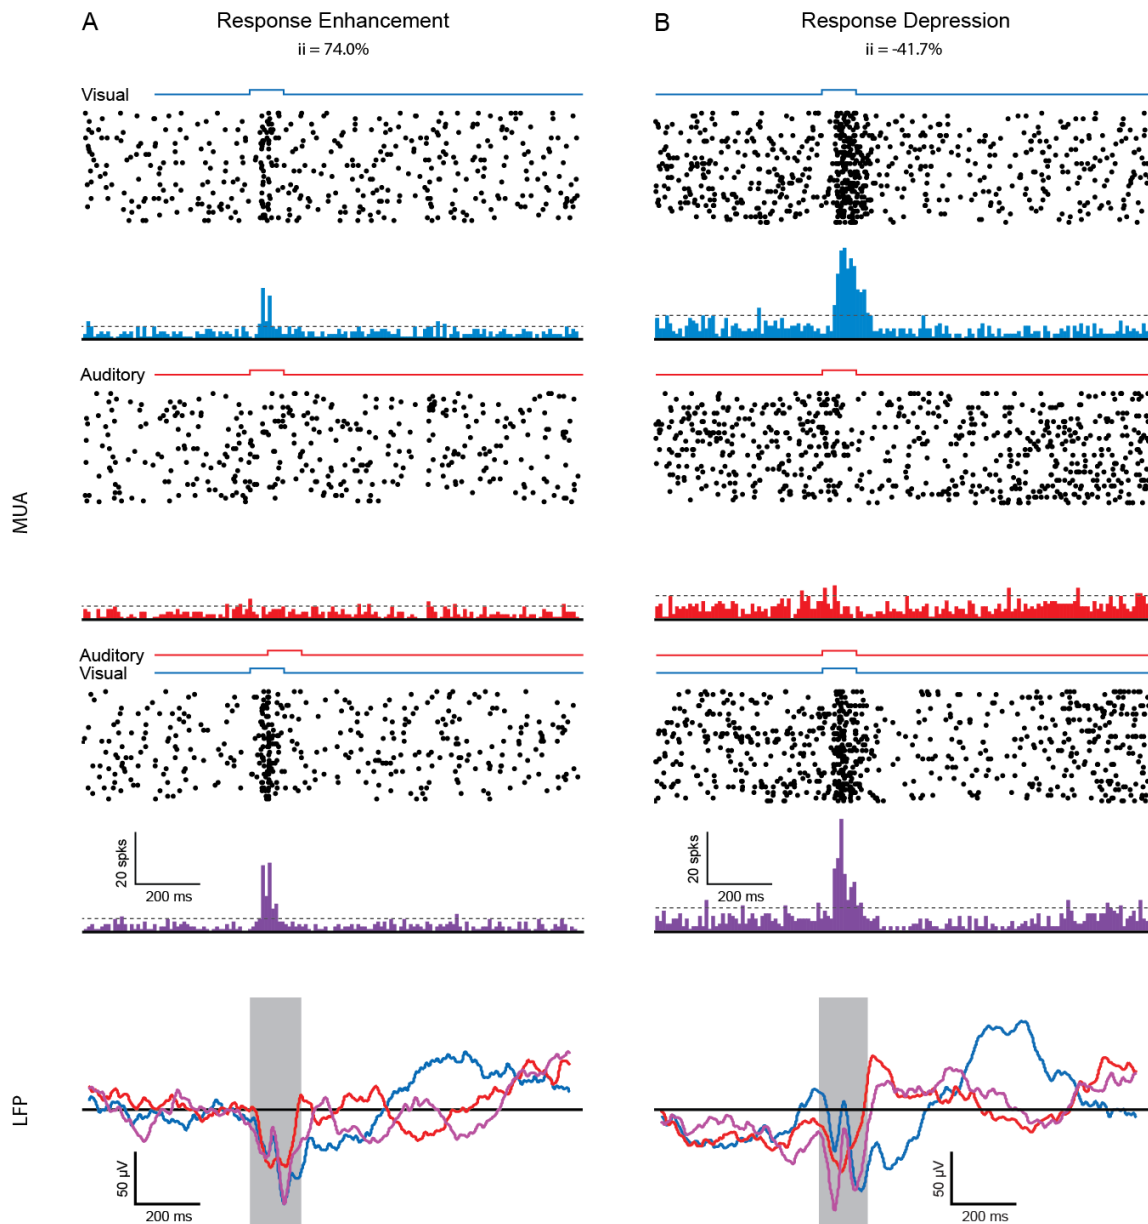 A
Response Enhancement
ii = 74.0%
B
Response Depression
ii = -41.7%
Visual
Auditory
MUA
Auditory
Visual
20 spks
200 ms
20 spks
200 ms
LFP
50 µV
200 ms
50 µV
200 ms